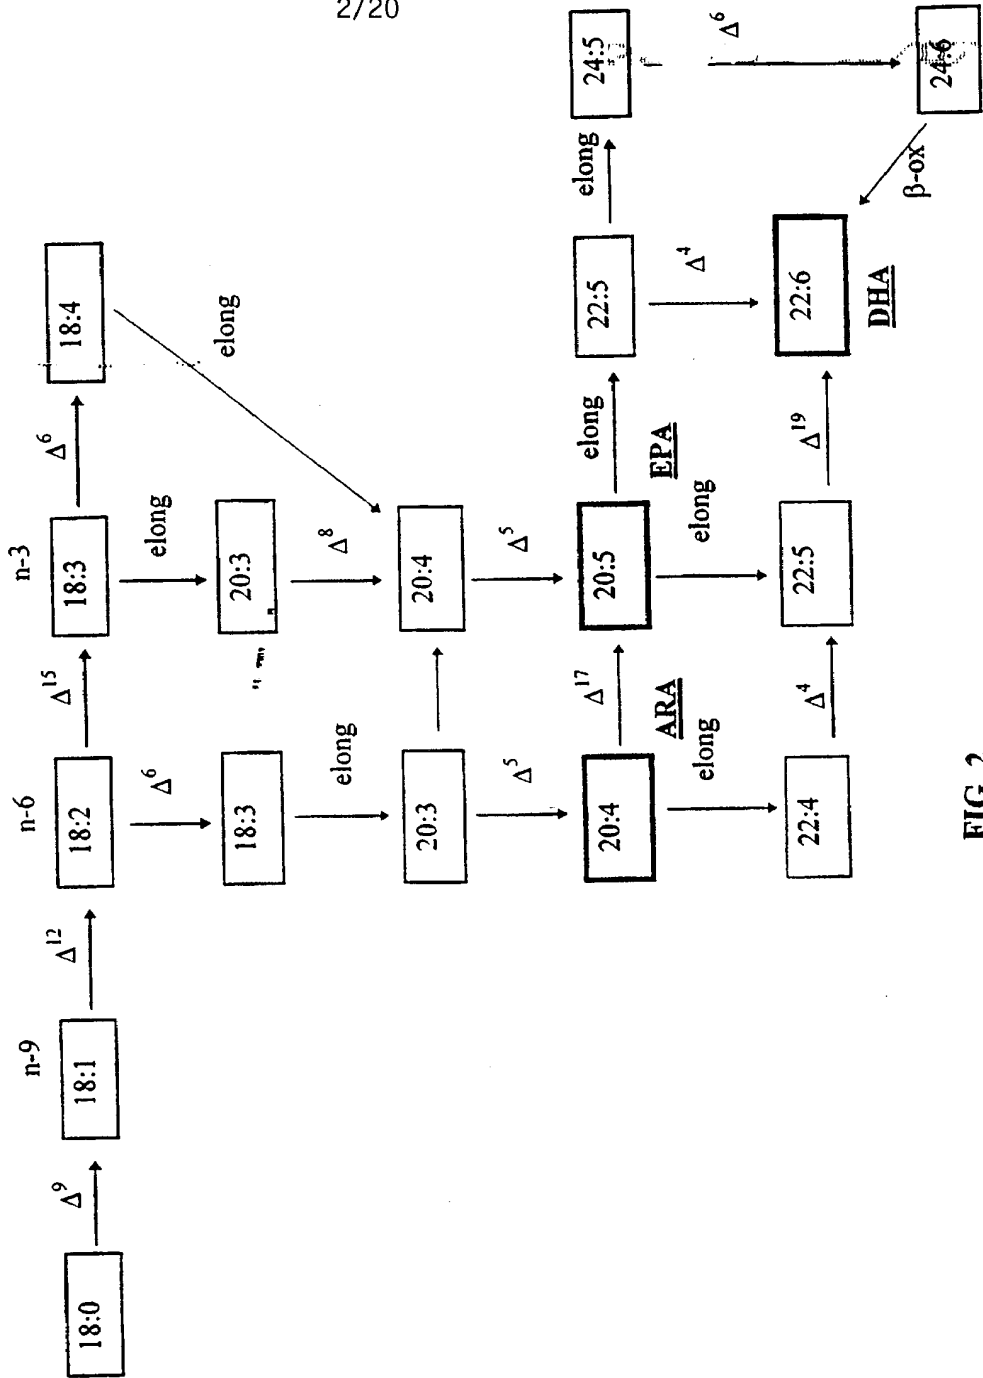 2/20
n-9 n-6 n-3
Δ9 Δ12 Δ15 Δ6
18:0 18:1 18:2 18:3 18:4
Δ6 elong
elong
18:3 20:3
elong Δ8
20:3 20:4
Δ5 Δ5
Δ17 elong elong
20:4 20:5 22:5 24:5
ARA EPA
elong elong Δ4 Δ6
Δ4 Δ19
22:4 22:5 22:6
DHA
β-ox
24:6
FIG 2